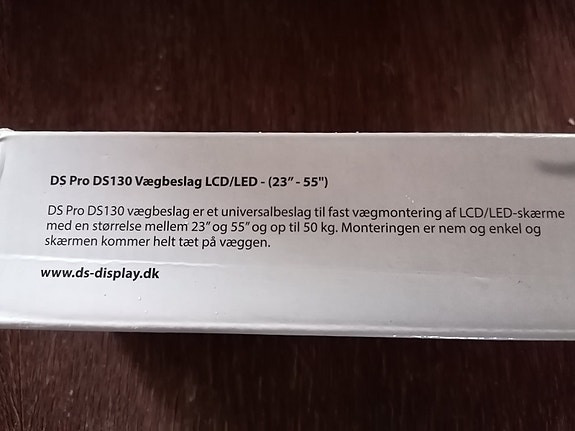 DS Pro DS130 Vægbeslag LCD/LED - (23” - 55")
DS Pro DS130 vægbeslag er et universalbeslag til fast vægmontering af LCD/LED-skærme
med en størrelse mellem 23” og 55” og op til 50 kg. Monteringen er nem og enkel og
skærmen kommer helt tæt på væggen.
www.ds-display.dk